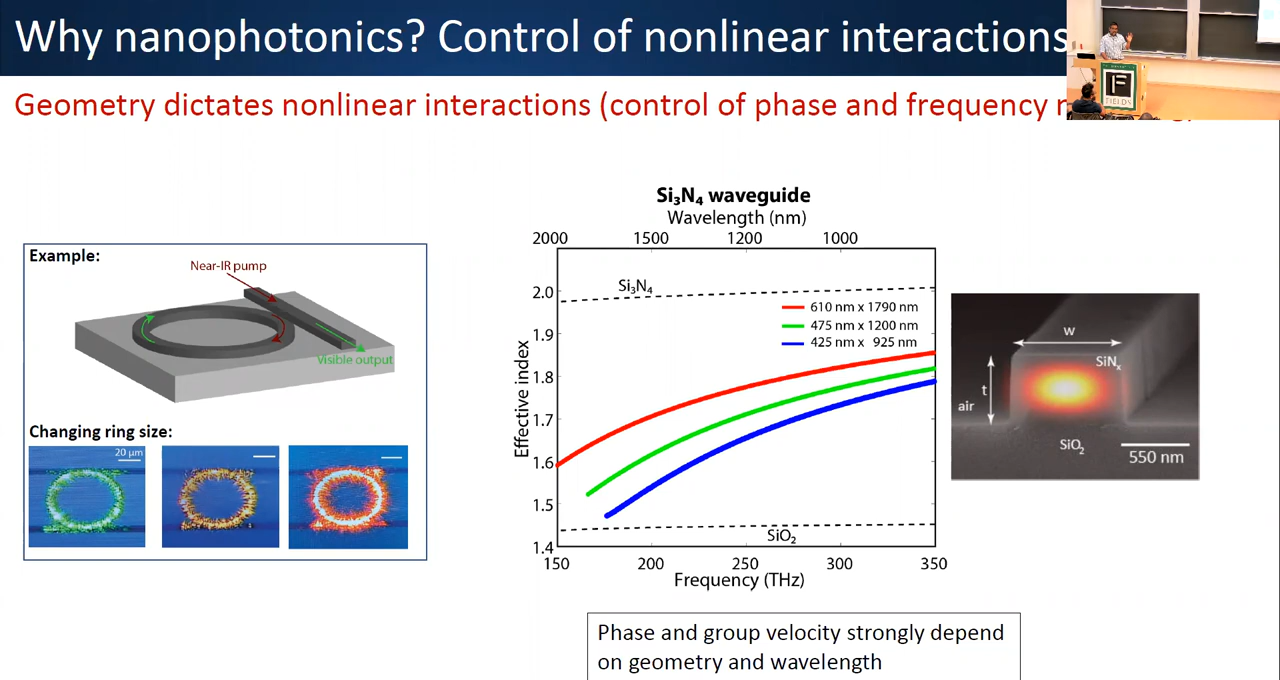 Why nanophotonics? Control of nonlinear interactions
Geometry dictates nonlinear interactions (control of phase and frequency
Example:
Near-IR pump
Visible output
Changing ring size:
20 µm
Si₃N₄ waveguide
Wavelength (nm)
2000 1500 1200 1000
Si₃N₄
610 nm x 1790 nm
475 nm x 1200 nm
425 nm x 925 nm
Effective index
2.0
1.9
1.8
1.7
1.6
1.5
1.4
SiO₂
150 200 250 300 350
Frequency (THz)
w
SiNₓ
t
air
SiO₂
550 nm
Phase and group velocity strongly depend
on geometry and wavelength
F
FIELDS